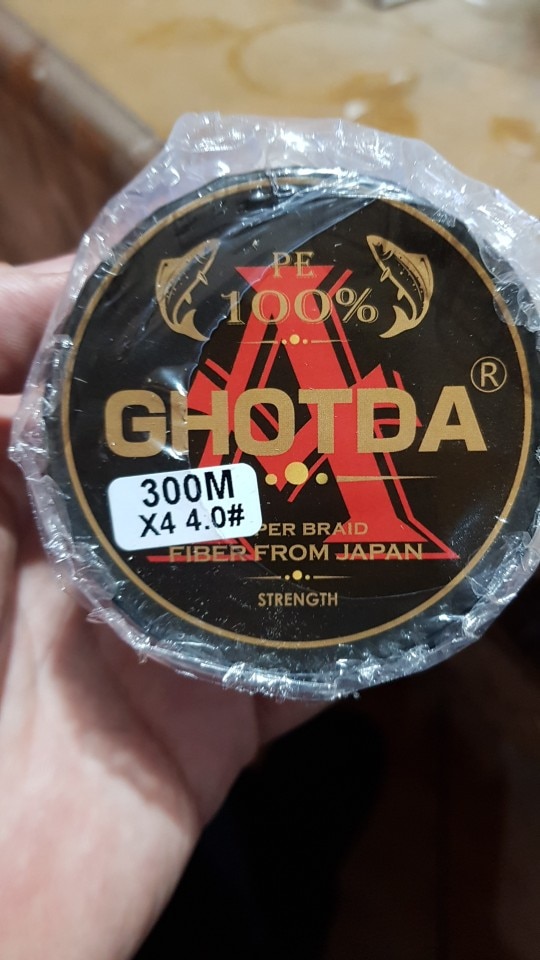 PE
100%
GHOTDA®
300M
X4 4.0#
PER BRAID
FIBER FROM JAPAN
STRENGTH